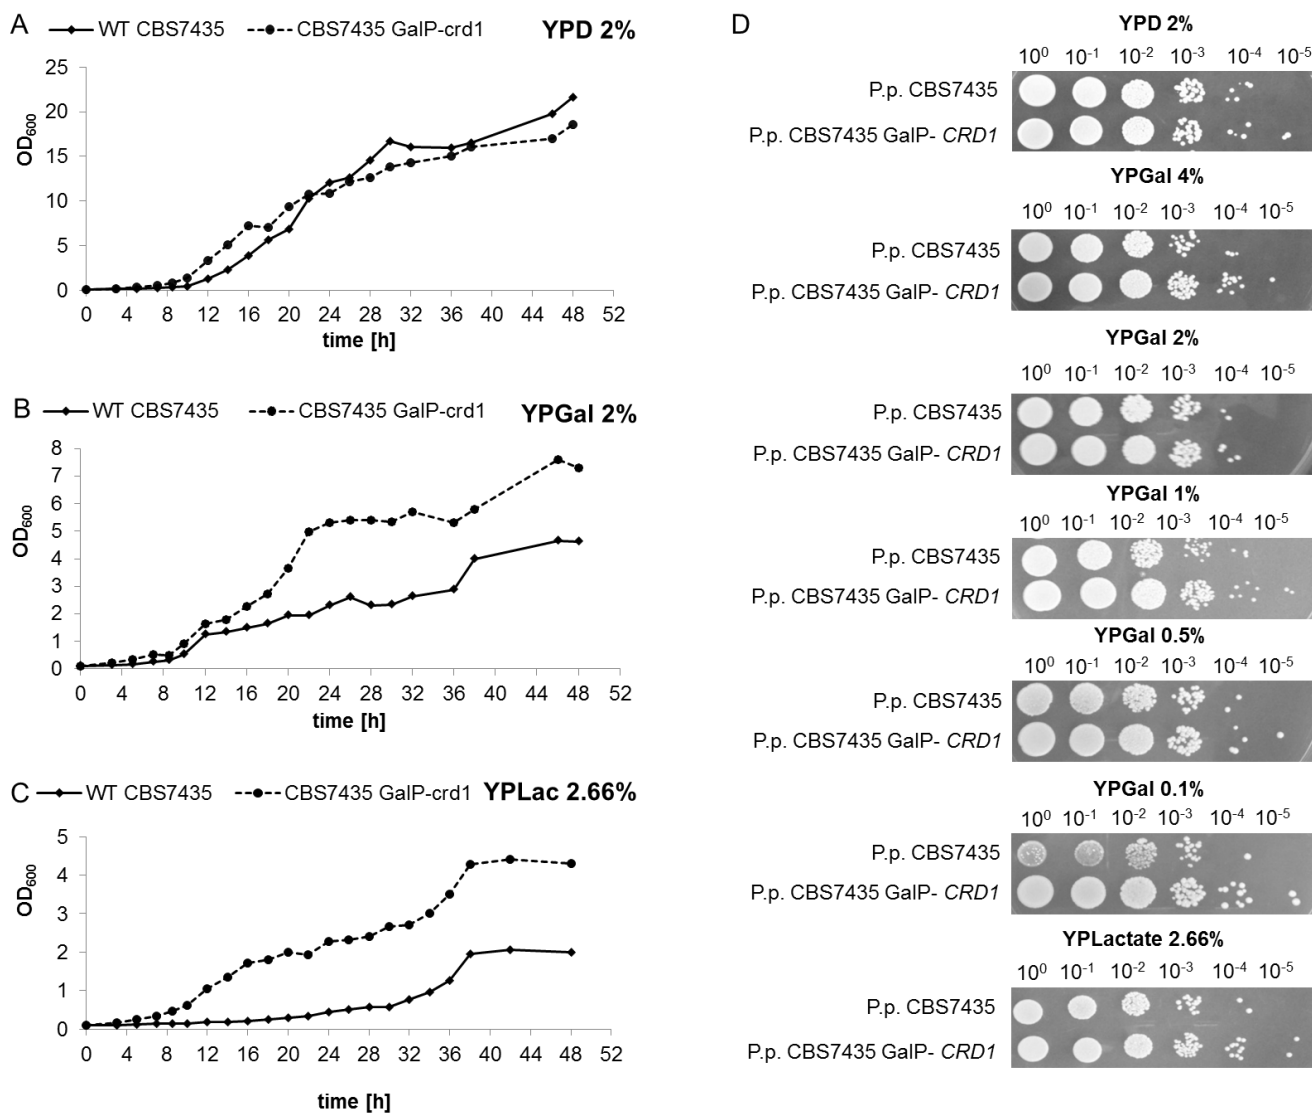 A WT CBS7435 CBS7435 GalP-crd1 YPD 2%
25
20
15
10
5
0
OD600
0 4 8 12 16 20 24 28 32 36 40 44 48 52
time [h]
B WT CBS7435 CBS7435 GalP-crd1 YPGal 2%
8
7
6
5
4
3
2
1
0
OD600
0 4 8 12 16 20 24 28 32 36 40 44 48 52
time [h]
C WT CBS7435 CBS7435 GalP-crd1 YPLac 2.66%
5
4
3
2
1
0
OD600
0 4 8 12 16 20 24 28 32 36 40 44 48 52
time [h]
D YPD 2%
10^0 10^-1 10^-2 10^-3 10^-4 10^-5
P.p. CBS7435
P.p. CBS7435 GalP- CRD1
YPGal 4%
10^0 10^-1 10^-2 10^-3 10^-4 10^-5
P.p. CBS7435
P.p. CBS7435 GalP- CRD1
YPGal 2%
10^0 10^-1 10^-2 10^-3 10^-4 10^-5
P.p. CBS7435
P.p. CBS7435 GalP- CRD1
YPGal 1%
10^0 10^-1 10^-2 10^-3 10^-4 10^-5
P.p. CBS7435
P.p. CBS7435 GalP- CRD1
YPGal 0.5%
10^0 10^-1 10^-2 10^-3 10^-4 10^-5
P.p. CBS7435
P.p. CBS7435 GalP- CRD1
YPGal 0.1%
10^0 10^-1 10^-2 10^-3 10^-4 10^-5
P.p. CBS7435
P.p. CBS7435 GalP- CRD1
YPLactate 2.66%
10^0 10^-1 10^-2 10^-3 10^-4 10^-5
P.p. CBS7435
P.p. CBS7435 GalP- CRD1